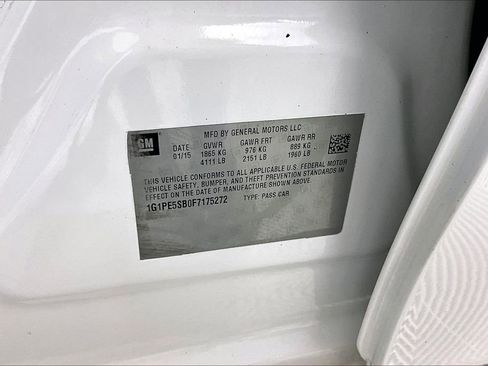 GM
MFD BY GENERAL MOTORS LLC
DATE GVWR GAWR FRT GAWR RR
01/15 1865 KG 976 KG 889 KG
4111 LB 2151 LB 1960 LB
THIS VEHICLE CONFORMS TO ALL APPLICABLE U.S. FEDERAL MOTOR
VEHICLE SAFETY, BUMPER, AND THEFT PREVENTION STANDARDS IN
EFFECT ON THE DATE OF MANUFACTURE SHOWN ABOVE.
1G1PE5SB0F7175272 TYPE: PASS CAR